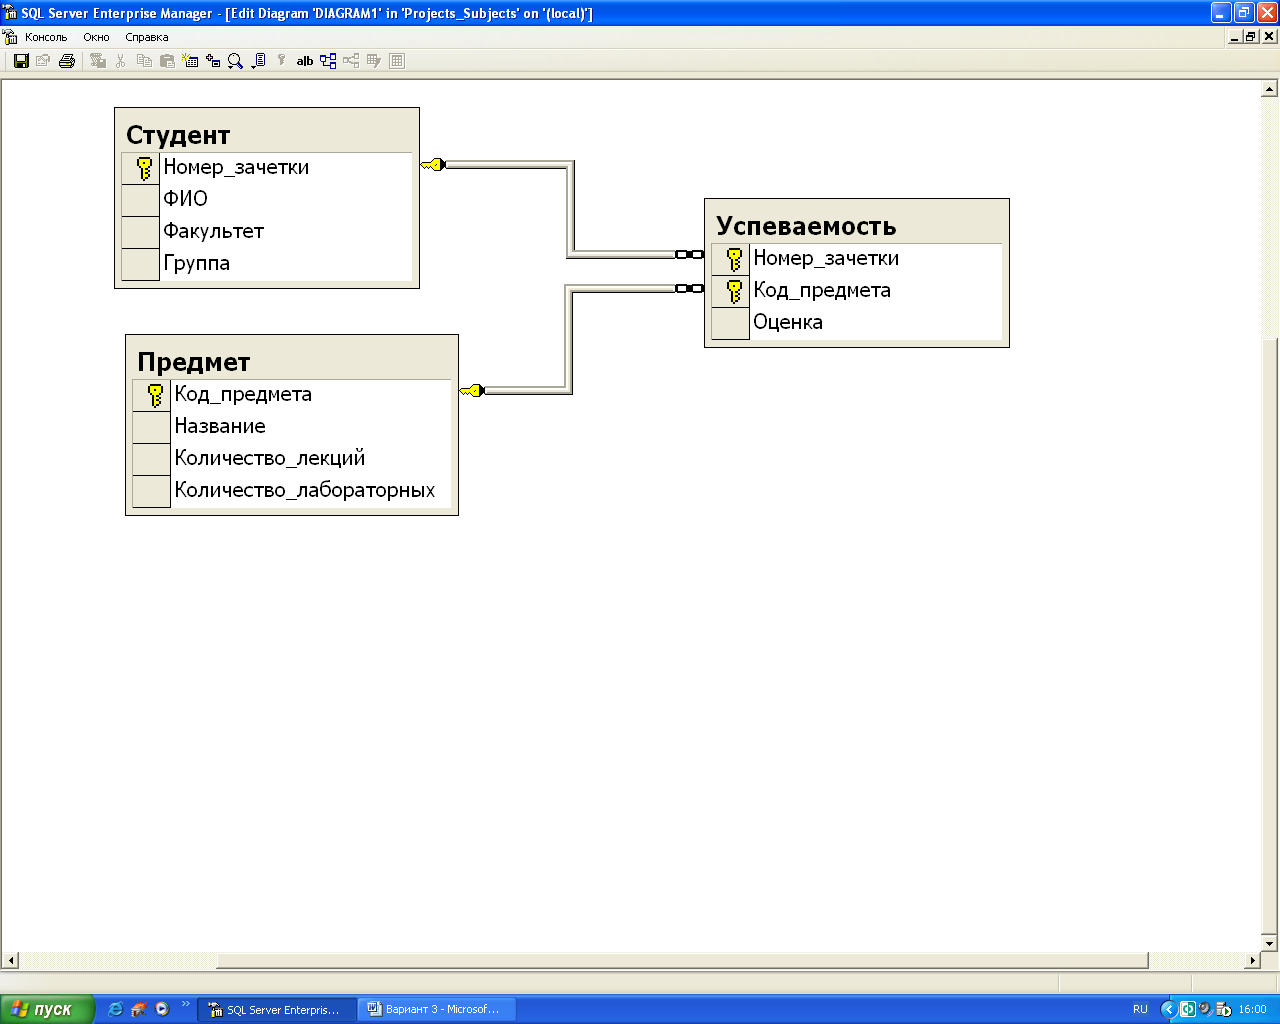 SQL Server Enterprise Manager - [Edit Diagram 'DIAGRAM1' in 'Projects_Subjects' on '(local)']
Консоль Окно Справка
a|b
Студент
Номер_зачетки
ФИО
Факультет
Группа
Успеваемость
Номер_зачетки
Код_предмета
Оценка
Предмет
Код_предмета
Название
Количество_лекций
Количество_лабораторных
пуск
SQL Server Enterpris...
Вариант 3 - Microsof...
RU
16:00